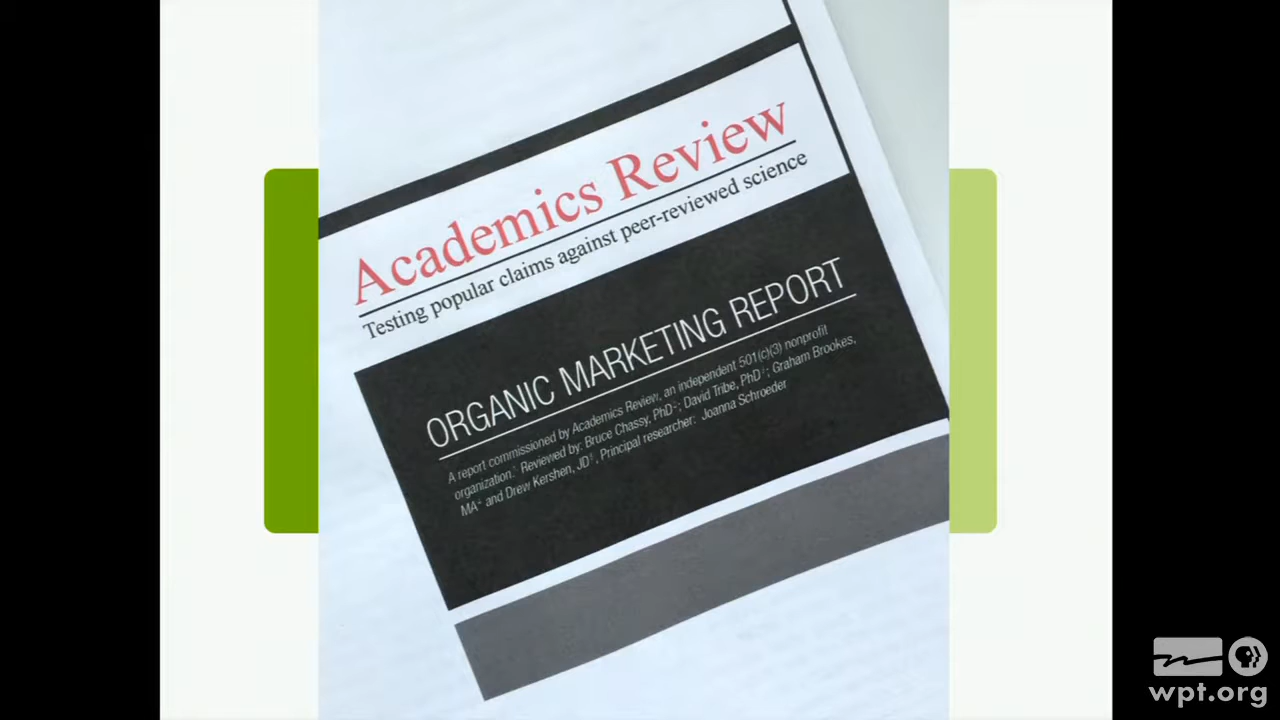 Academics Review
Testing popular claims against peer-reviewed science
ORGANIC MARKETING REPORT
A report commissioned by Academics Review, an independent 501(c)(3) nonprofit
organization. Reviewed by: Bruce Chassy, PhD; David Tribe, PhD; Graham Brookes,
MA and Drew Kershen, JD, Principal researcher: Joanna Schroeder
wpt.org